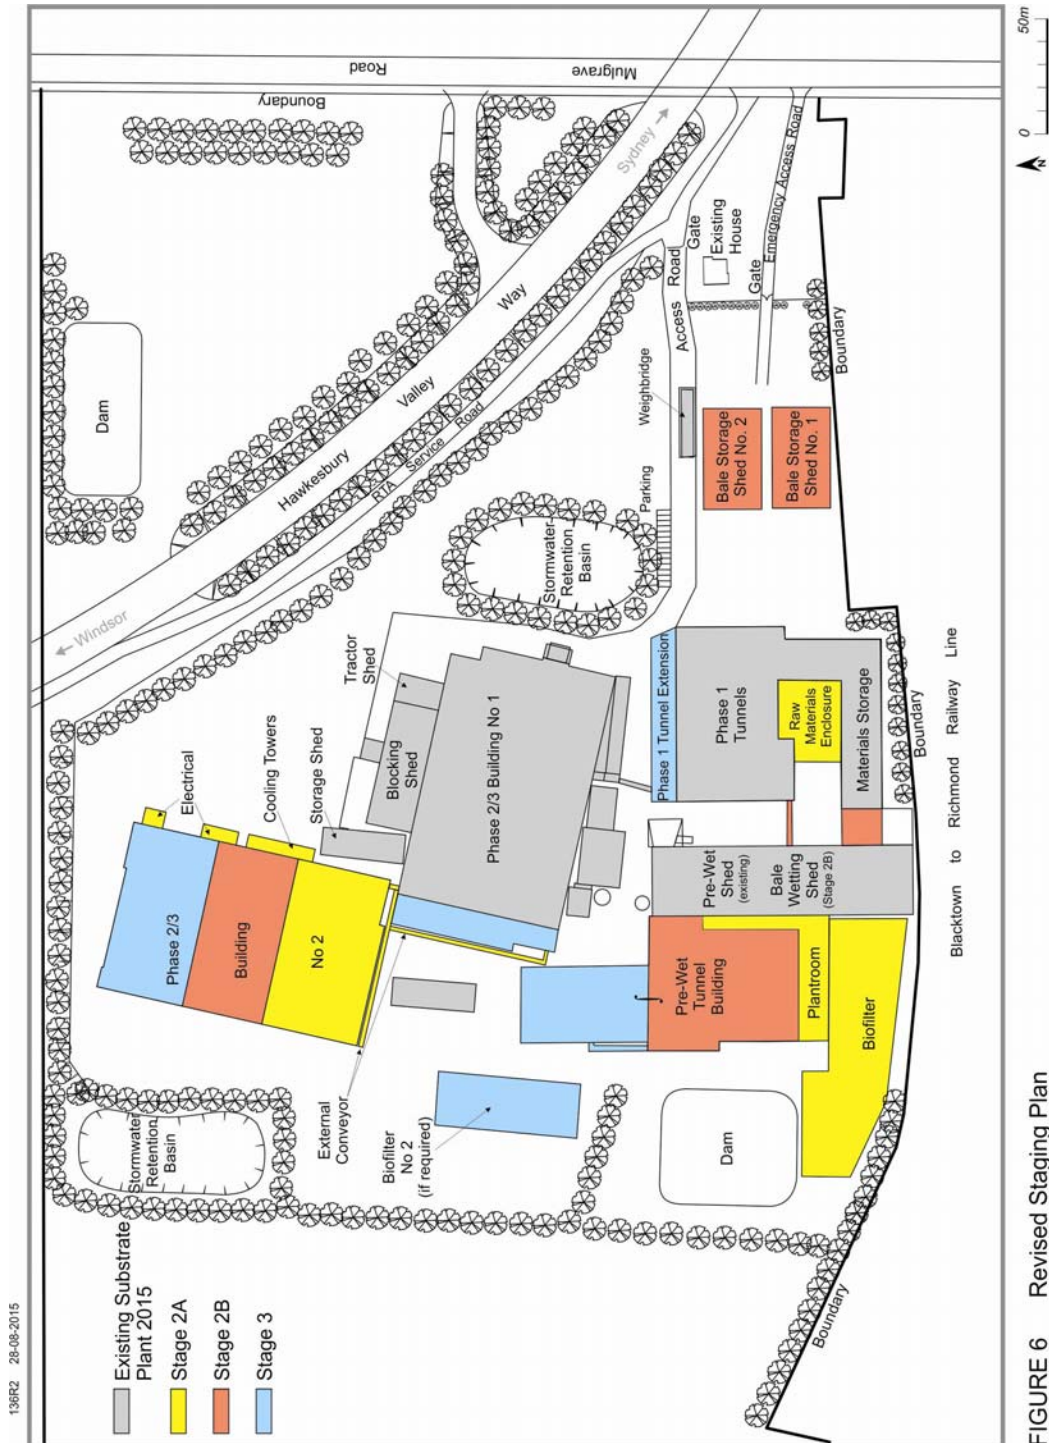 136R2 28-08-2015
Existing Substrate
Plant 2015
Stage 2A
Stage 2B
Stage 3
Stormwater
Retention
Basin
Phase 2/3
Building
No 2
Electrical
Cooling Towers
Storage Shed
Tractor
Shed
Blocking
Shed
Phase 2/3 Building No 1
External
Conveyor
Biofilter
No 2
(if required)
Windsor
Hawkesbury
Valley
Way
RTA Service Road
Sydney
Dam
Boundary
Road
Mulgrave
Stormwater
Retention
Basin
Parking
Weighbridge
Access Road
Gate
Existing
House
Gate
Emergency Access Road
Bale Storage
Shed No. 2
Bale Storage
Shed No. 1
Boundary
Phase 1 Tunnel Extension
Phase 1
Tunnels
Raw
Materials
Enclosure
Materials Storage
Pre-Wet
Shed
(existing)
Bale
Wetting
Shed
(Stage 2B)
Pre-Wet
Tunnel
Building
Plantroom
Biofilter
Dam
Boundary
Boundary
Blacktown to Richmond Railway Line
0
50m
N
FIGURE 6 Revised Staging Plan